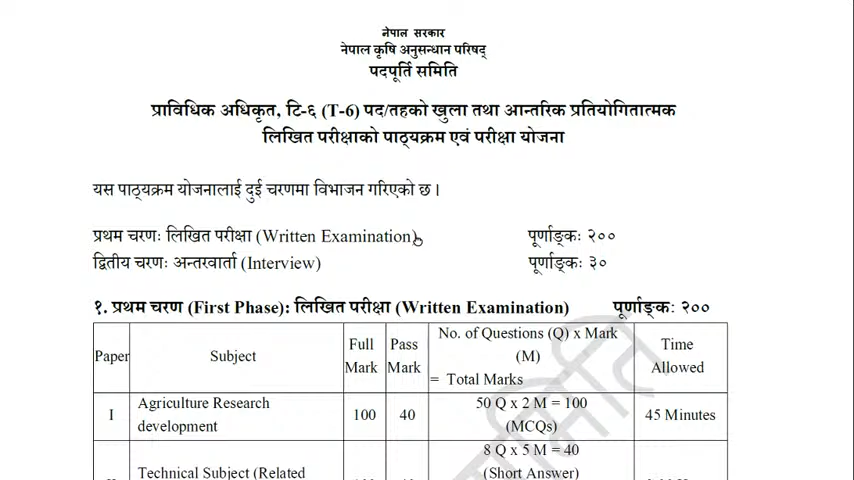 नेपाल सरकार
नेपाल कृषि अनुसन्धान परिषद्
पदपूर्ति समिति
प्राविधिक अधिकृत, टि-६ (T-6) पद/तहको खुला तथा आन्तरिक प्रतियोगितात्मक
लिखित परीक्षाको पाठ्यक्रम एवं परीक्षा योजना
यस पाठ्यक्रम योजनालाई दुई चरणमा विभाजन गरिएको छ ।
प्रथम चरणः लिखित परीक्षा (Written Examination) पूर्णाङ्कः २००
द्वितीय चरणः अन्तरवार्ता (Interview) पूर्णाङ्कः ३०
१. प्रथम चरण (First Phase): लिखित परीक्षा (Written Examination) पूर्णाङ्कः २००
Paper Subject Full Mark Pass Mark No. of Questions (Q) x Mark (M) = Total Marks Time Allowed
I Agriculture Research development 100 40 50 Q x 2 M = 100 (MCQs) 45 Minutes
Technical Subject (Related 8 Q x 5 M = 40 (Short Answer)
समिति